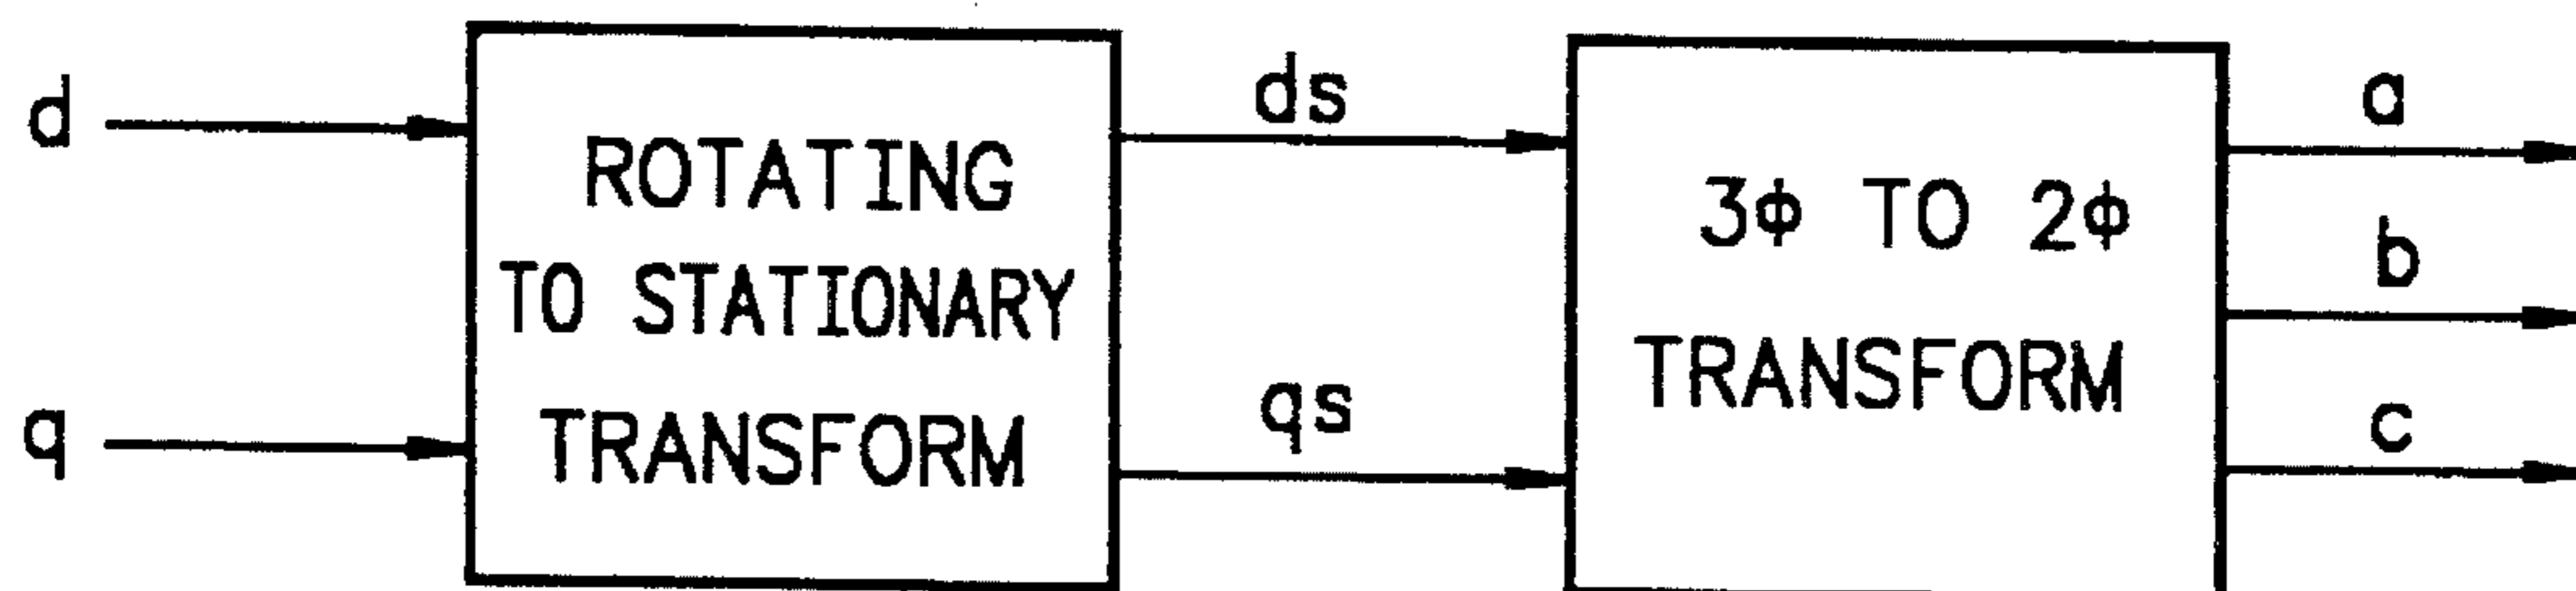 d
q
ROTATING
TO STATIONARY
TRANSFORM
ds
qs
3Φ TO 2Φ
TRANSFORM
a
b
c